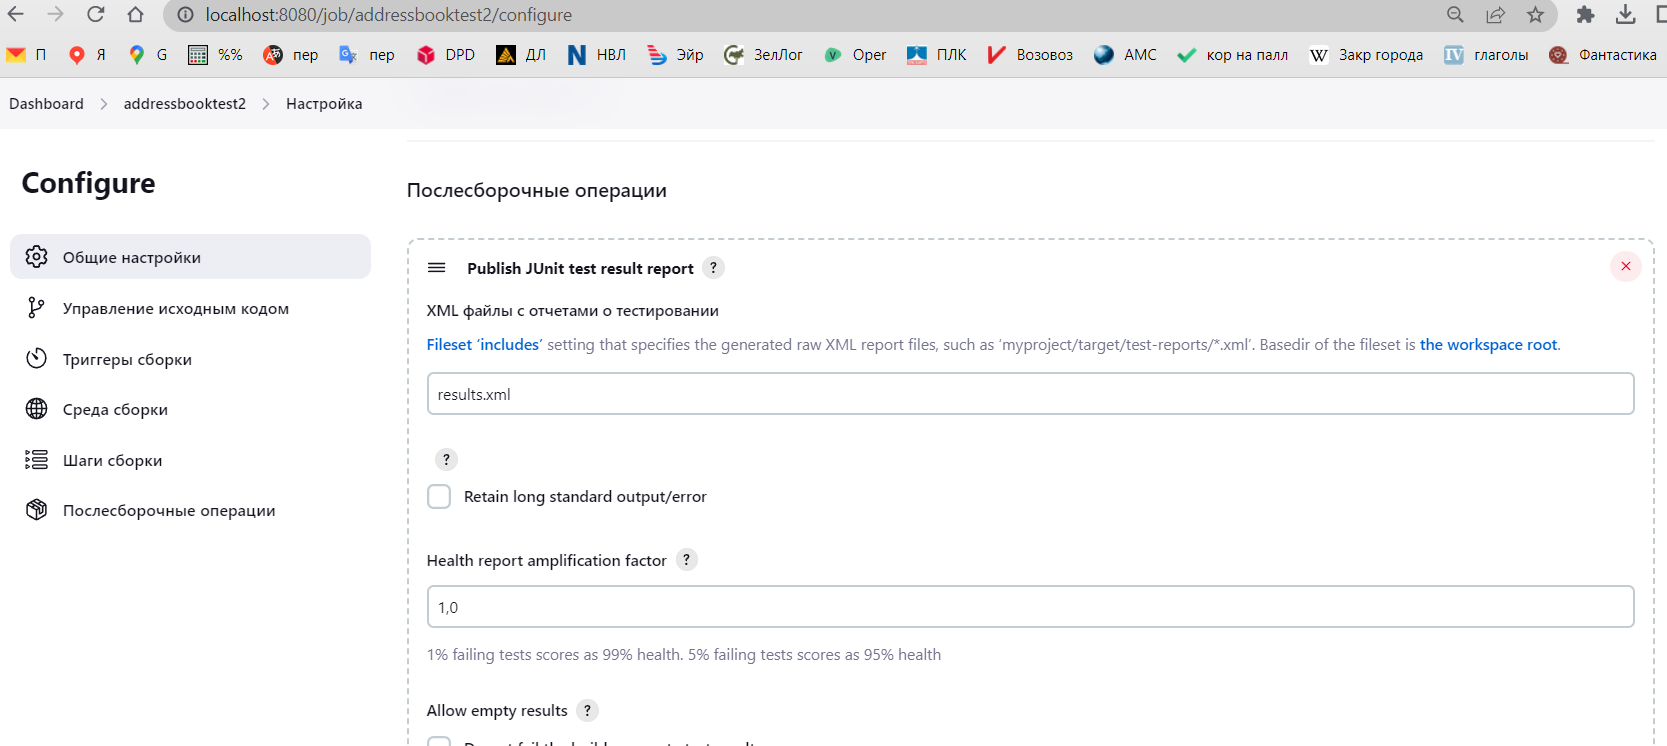 localhost:8080/job/addressbooktest2/configure
П Я G %% пер пер DPD ДЛ НВЛ Эйр ЗелЛог Oper ПЛК Возовоз АМС кор на палл Закр города глаголы Фантастика
Dashboard addressbooktest2 Настройка
Configure
Общие настройки
Управление исходным кодом
Триггеры сборки
Среда сборки
Шаги сборки
Послесборочные операции
Послесборочные операции
Publish JUnit test result report ?
XML файлы с отчетами о тестировании
Fileset ‘includes’ setting that specifies the generated raw XML report files, such as ‘myproject/target/test-reports/*.xml’. Basedir of the fileset is the workspace root.
results.xml
?
Retain long standard output/error
Health report amplification factor ?
1,0
1% failing tests scores as 99% health. 5% failing tests scores as 95% health
Allow empty results ?